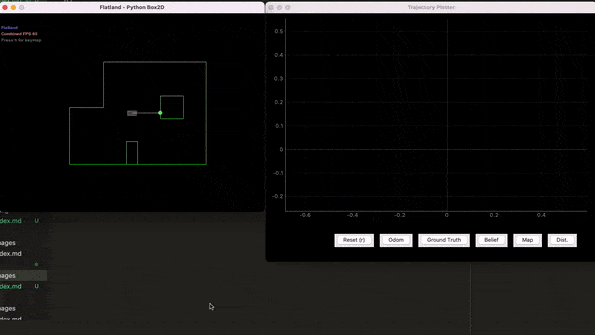 Flatland - Python Box2D
Flatland
Combined FPS 60
Press h for keymap
Trajectory Plotter
0.5
0.4
0.3
0.2
0.1
0
-0.1
-0.2
-0.6
-0.4
-0.2
0
0.2
0.4
Reset (r)
Odom
Ground Truth
Belief
Map
Dist.
dex.md U
ages
dex.md
ages
dex.md U
ages